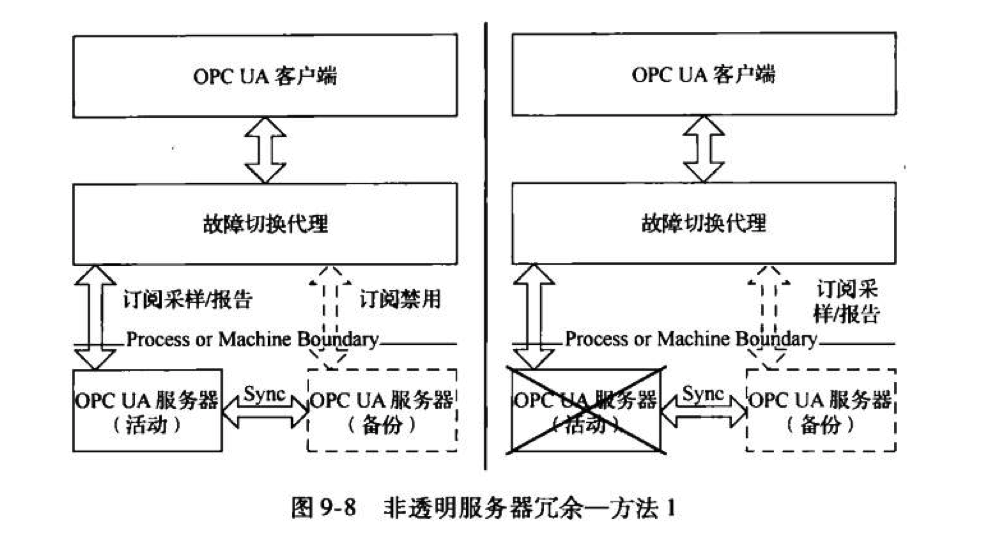 OPC UA 客户端
故障切换代理
订阅采样/报告
订阅禁用
Process or Machine Boundary
OPC UA 服务器
（活动）
Sync
OPC UA 服务器
（备份）
OPC UA 客户端
故障切换代理
订阅采
样/报告
Process or Machine Boundary
OPC UA 服务器
（活动）
Sync
OPC UA 服务器
（备份）
图 9-8 非透明服务器冗余—方法 1